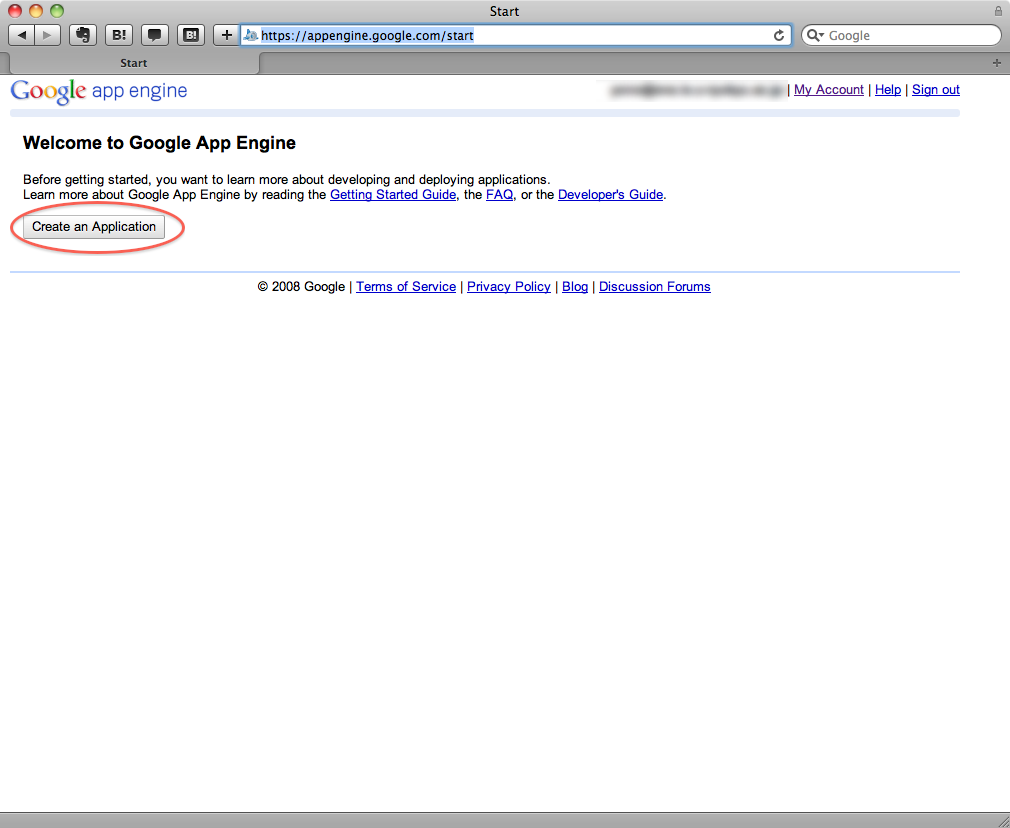 Start
B!
B!
https://appengine.google.com/start
Google
Start
Google app engine
| My Account | Help | Sign out
Welcome to Google App Engine
Before getting started, you want to learn more about developing and deploying applications.
Learn more about Google App Engine by reading the Getting Started Guide, the FAQ, or the Developer's Guide.
Create an Application
© 2008 Google | Terms of Service | Privacy Policy | Blog | Discussion Forums